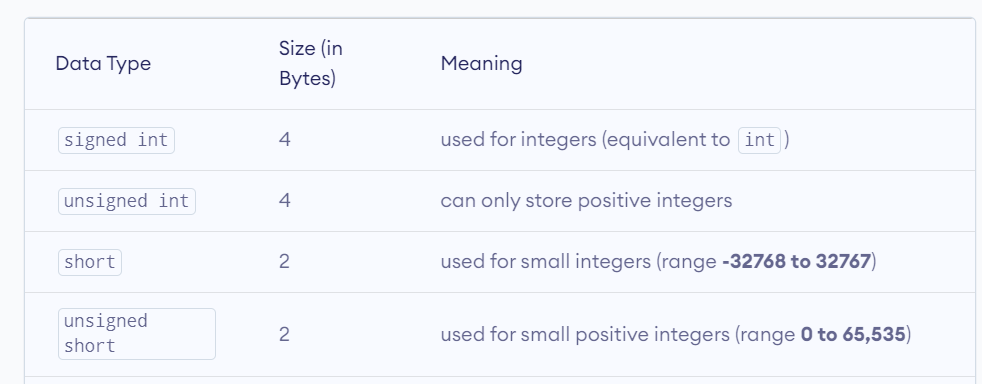 Data Type Size (in Bytes) Meaning
signed int 4 used for integers (equivalent to int )
unsigned int 4 can only store positive integers
short 2 used for small integers (range -32768 to 32767)
unsigned short 2 used for small positive integers (range 0 to 65,535)